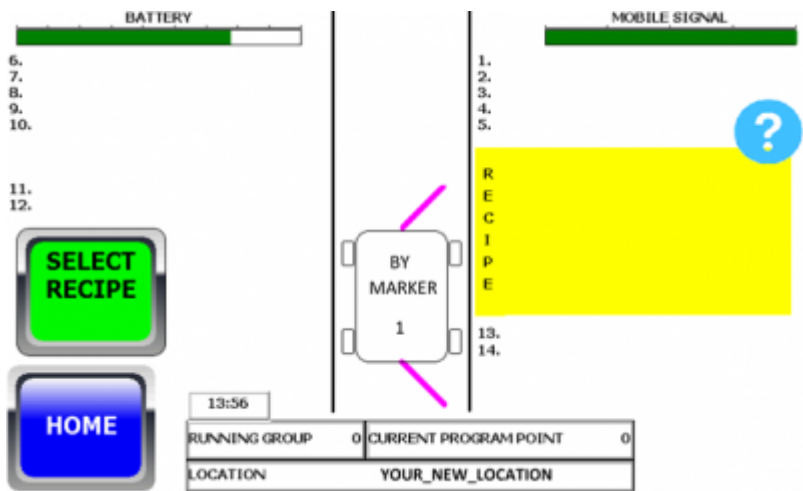 BATTERY
MOBILE SIGNAL
6.
7.
8.
9.
10.
11.
12.
1.
2.
3.
4.
5.
?
R
E
C
I
P
E
13.
14.
SELECT
RECIPE
BY
MARKER
1
HOME
13:56
RUNNING GROUP 0 CURRENT PROGRAM POINT 0
LOCATION YOUR_NEW_LOCATION